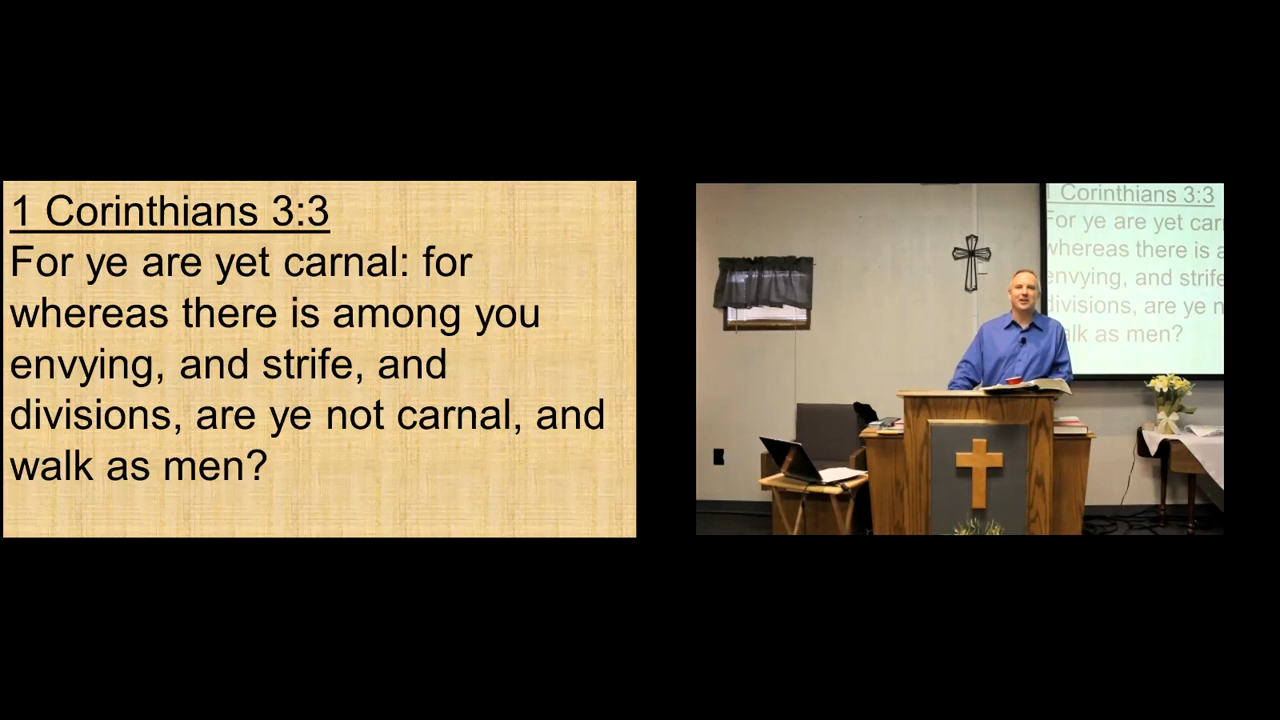 1 Corinthians 3:3
For ye are yet carnal: for
whereas there is among you
envying, and strife, and
divisions, are ye not carnal, and
walk as men?
Corinthians 3:3
For ye are yet car
whereas there is a
envying, and strife
divisions, are ye n
walk as men?